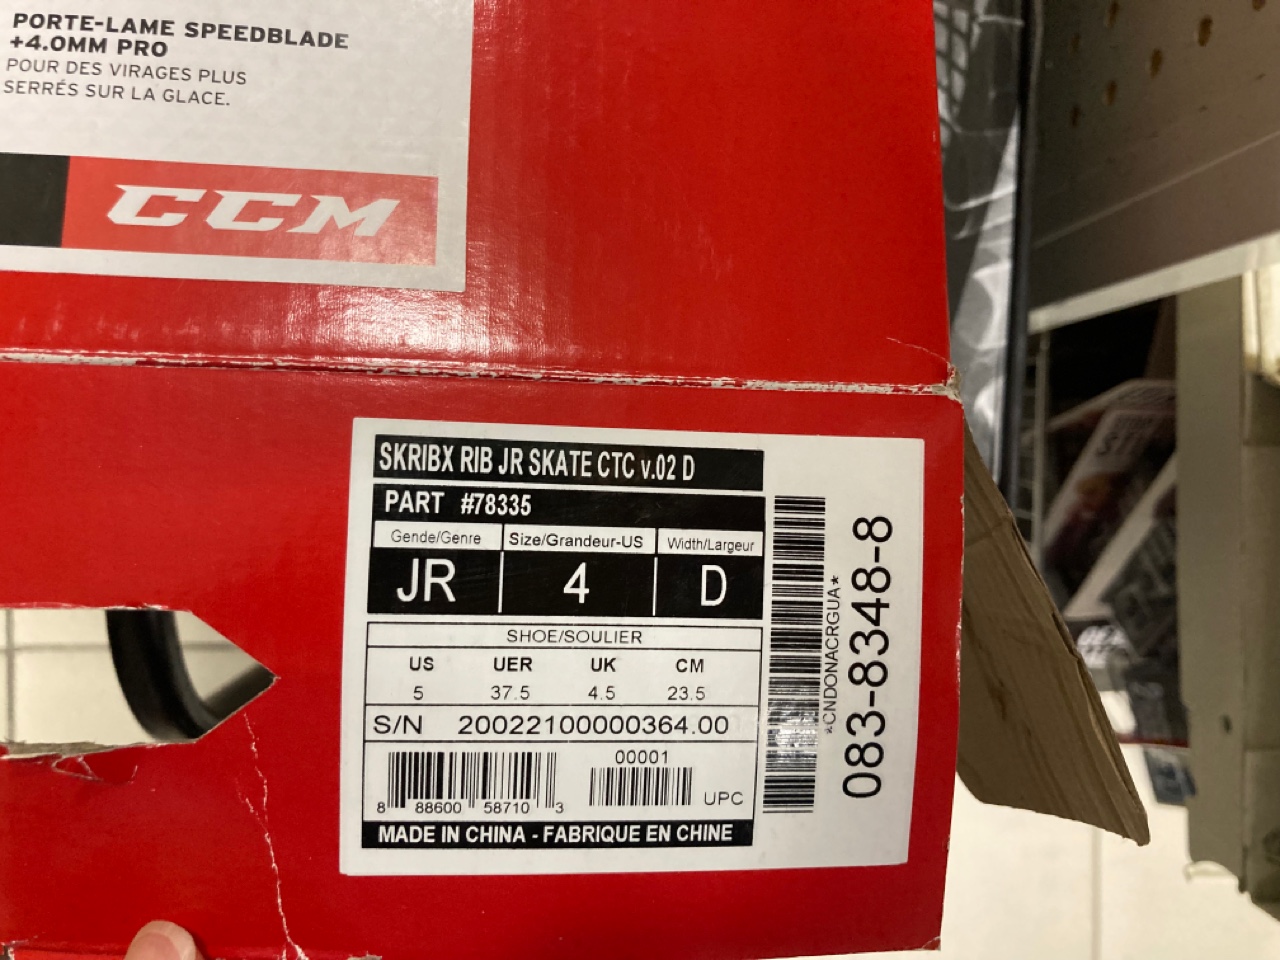 PORTE-LAME SPEEDBLADE
+4.0MM PRO
POUR DES VIRAGES PLUS
SERRÉS SUR LA GLACE.
CCM
SKRIBX RIB JR SKATE CTC v.02 D
PART #78335
Gende/Genre Size/Grandeur-US Width/Largeur
JR 4 D
SHOE/SOULIER
US UER UK CM
5 37.5 4.5 23.5
S/N 20022100000364.00
00001
8 88600 58710 3 UPC
MADE IN CHINA - FABRIQUE EN CHINE
*CNDONACRGUA*
083-8348-8